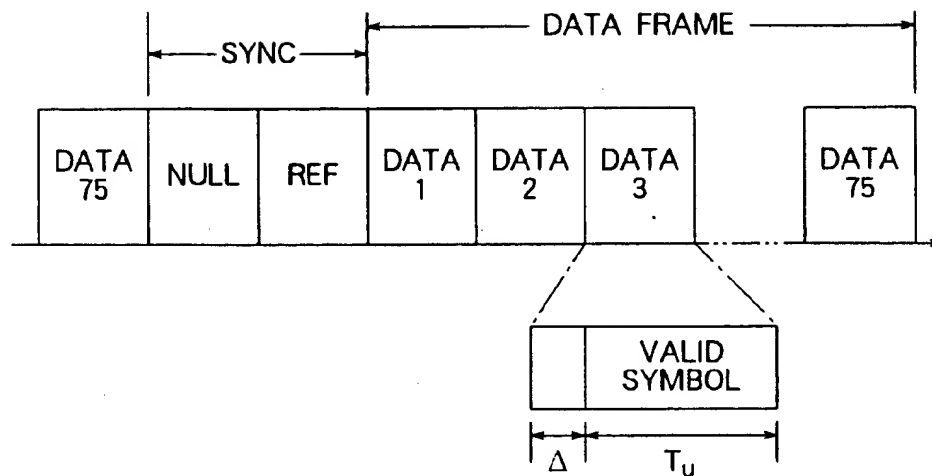 DATA FRAME
SYNC
DATA
75
NULL
REF
DATA
1
DATA
2
DATA
3
DATA
75
VALID
SYMBOL
Δ
Tu